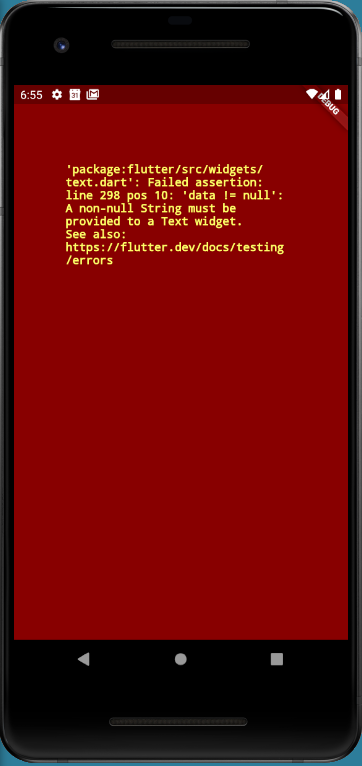 6:55
31
DEBUG
'package:flutter/src/widgets/
text.dart': Failed assertion:
line 298 pos 10: 'data != null':
A non-null String must be
provided to a Text widget.
See also:
https://flutter.dev/docs/testing
/errors